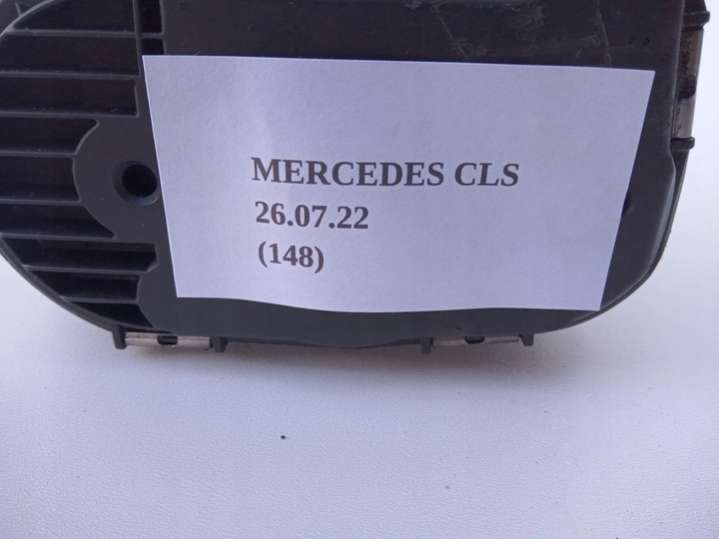 MERCEDES CLS
26.07.22
(148)